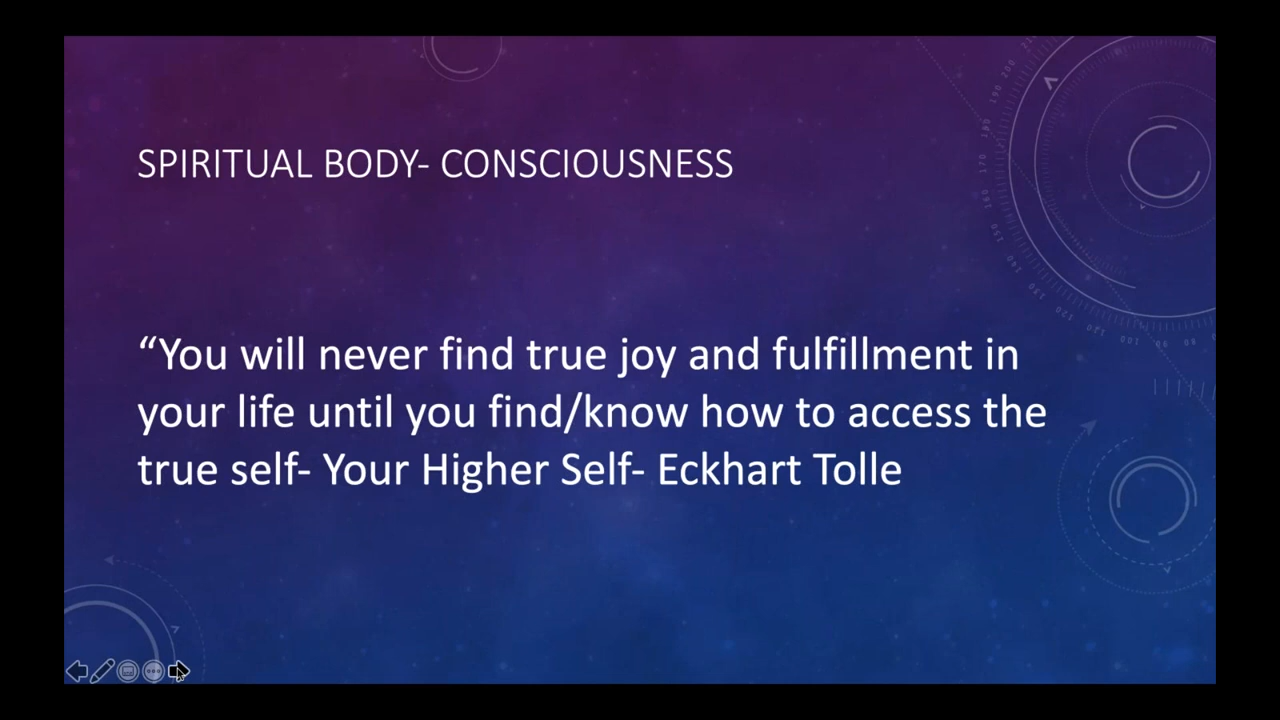 SPIRITUAL BODY- CONSCIOUSNESS
“You will never find true joy and fulfillment in
your life until you find/know how to access the
true self- Your Higher Self- Eckhart Tolle